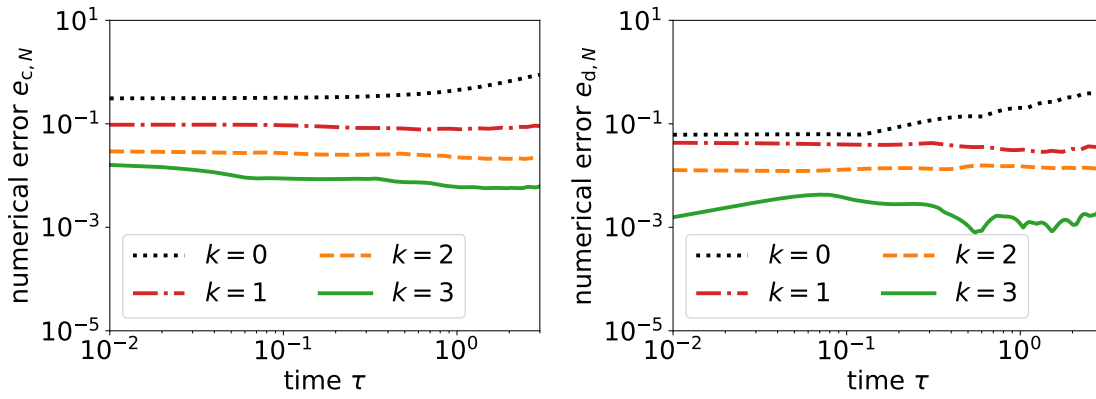 numerical error e_{c,N}
10^1
10^{-1}
10^{-3}
10^{-5}
k = 0
k = 2
k = 1
k = 3
10^{-2}
10^{-1}
10^0
time τ
numerical error e_{d,N}
10^1
10^{-1}
10^{-3}
10^{-5}
k = 0
k = 2
k = 1
k = 3
10^{-2}
10^{-1}
10^0
time τ